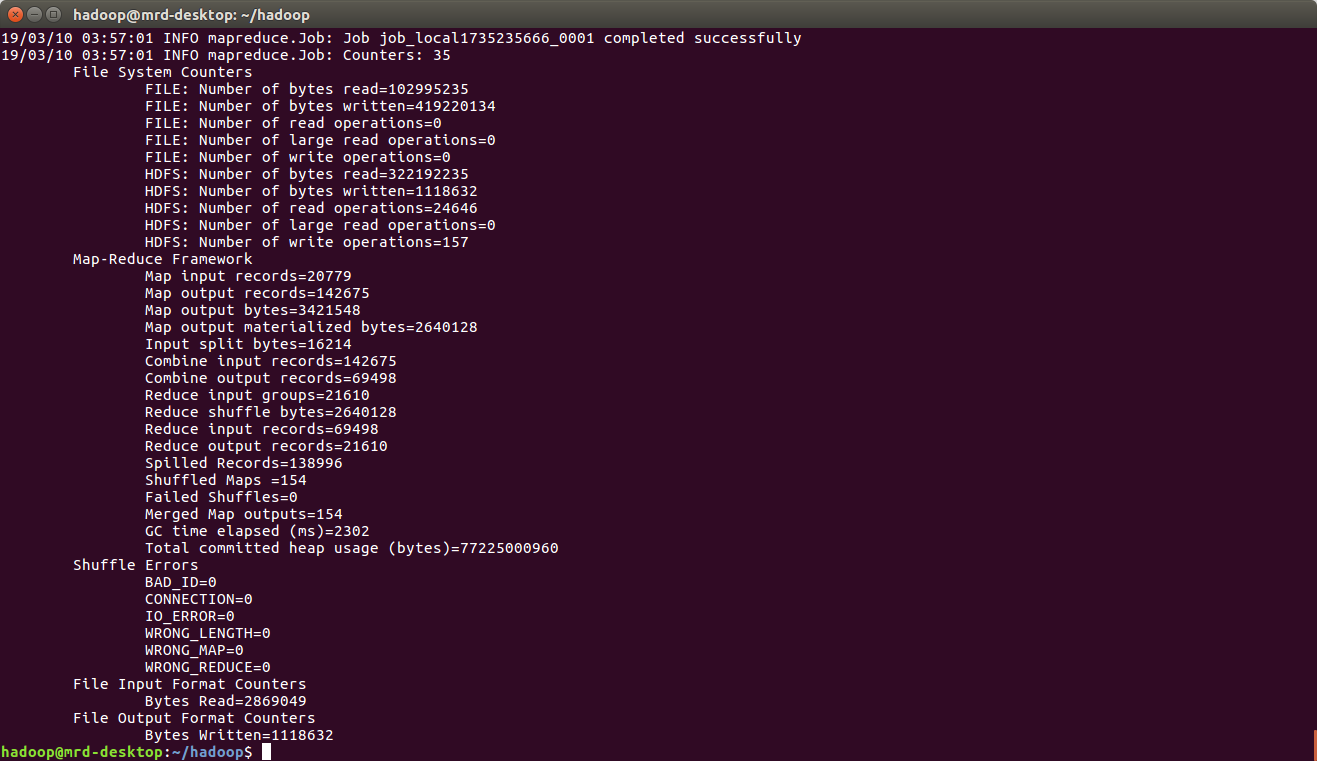 hadoop@mrd-desktop: ~/hadoop
19/03/10 03:57:01 INFO mapreduce.Job: Job job_local1735235666_0001 completed successfully
19/03/10 03:57:01 INFO mapreduce.Job: Counters: 35
File System Counters
FILE: Number of bytes read=102995235
FILE: Number of bytes written=419220134
FILE: Number of read operations=0
FILE: Number of large read operations=0
FILE: Number of write operations=0
HDFS: Number of bytes read=322192235
HDFS: Number of bytes written=1118632
HDFS: Number of read operations=24646
HDFS: Number of large read operations=0
HDFS: Number of write operations=157
Map-Reduce Framework
Map input records=20779
Map output records=142675
Map output bytes=3421548
Map output materialized bytes=2640128
Input split bytes=16214
Combine input records=142675
Combine output records=69498
Reduce input groups=21610
Reduce shuffle bytes=2640128
Reduce input records=69498
Reduce output records=21610
Spilled Records=138996
Shuffled Maps =154
Failed Shuffles=0
Merged Map outputs=154
GC time elapsed (ms)=2302
Total committed heap usage (bytes)=77225000960
Shuffle Errors
BAD_ID=0
CONNECTION=0
IO_ERROR=0
WRONG_LENGTH=0
WRONG_MAP=0
WRONG_REDUCE=0
File Input Format Counters
Bytes Read=2869049
File Output Format Counters
Bytes Written=1118632
hadoop@mrd-desktop:~/hadoop$